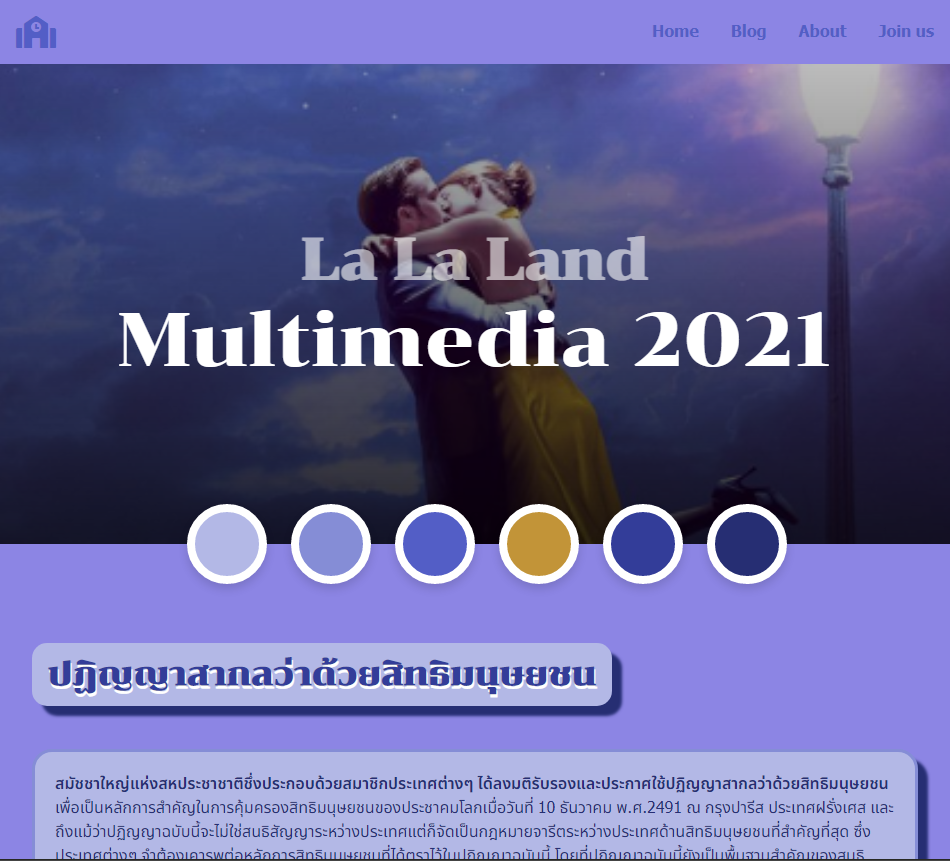 Home Blog About Join us
La La Land
Multimedia 2021
ปฏิญญาสากลว่าด้วยสิทธิมนุษยชน
สมัชชาใหญ่แห่งสหประชาชาติซึ่งประกอบด้วยสมาชิกประเทศต่างๆ ได้ลงมติรับรองและประกาศใช้ปฏิญญาสากลว่าด้วยสิทธิมนุษยชน
เพื่อเป็นหลักการสำคัญในการคุ้มครองสิทธิมนุษยชนของประชาคมโลกเมื่อวันที่ 10 ธันวาคม พ.ศ.2491 ณ กรุงปารีส ประเทศฝรั่งเศส และ
ถึงแม้ว่าปฏิญญาฉบับนี้จะไม่ใช่สนธิสัญญาระหว่างประเทศแต่ก็จัดเป็นกฎหมายจารีตระหว่างประเทศด้านสิทธิมนุษยชนที่สำคัญที่สุด ซึ่ง
ประเทศต่างๆ จำต้องเคารพต่อหลักการสิทธิมนุษยชนที่ได้ตราไว้ในปฏิญญาฉบับนี้ โดยที่ปฏิญญาฉบับนี้ยังเป็นพื้นฐานสำคัญของสนธิ